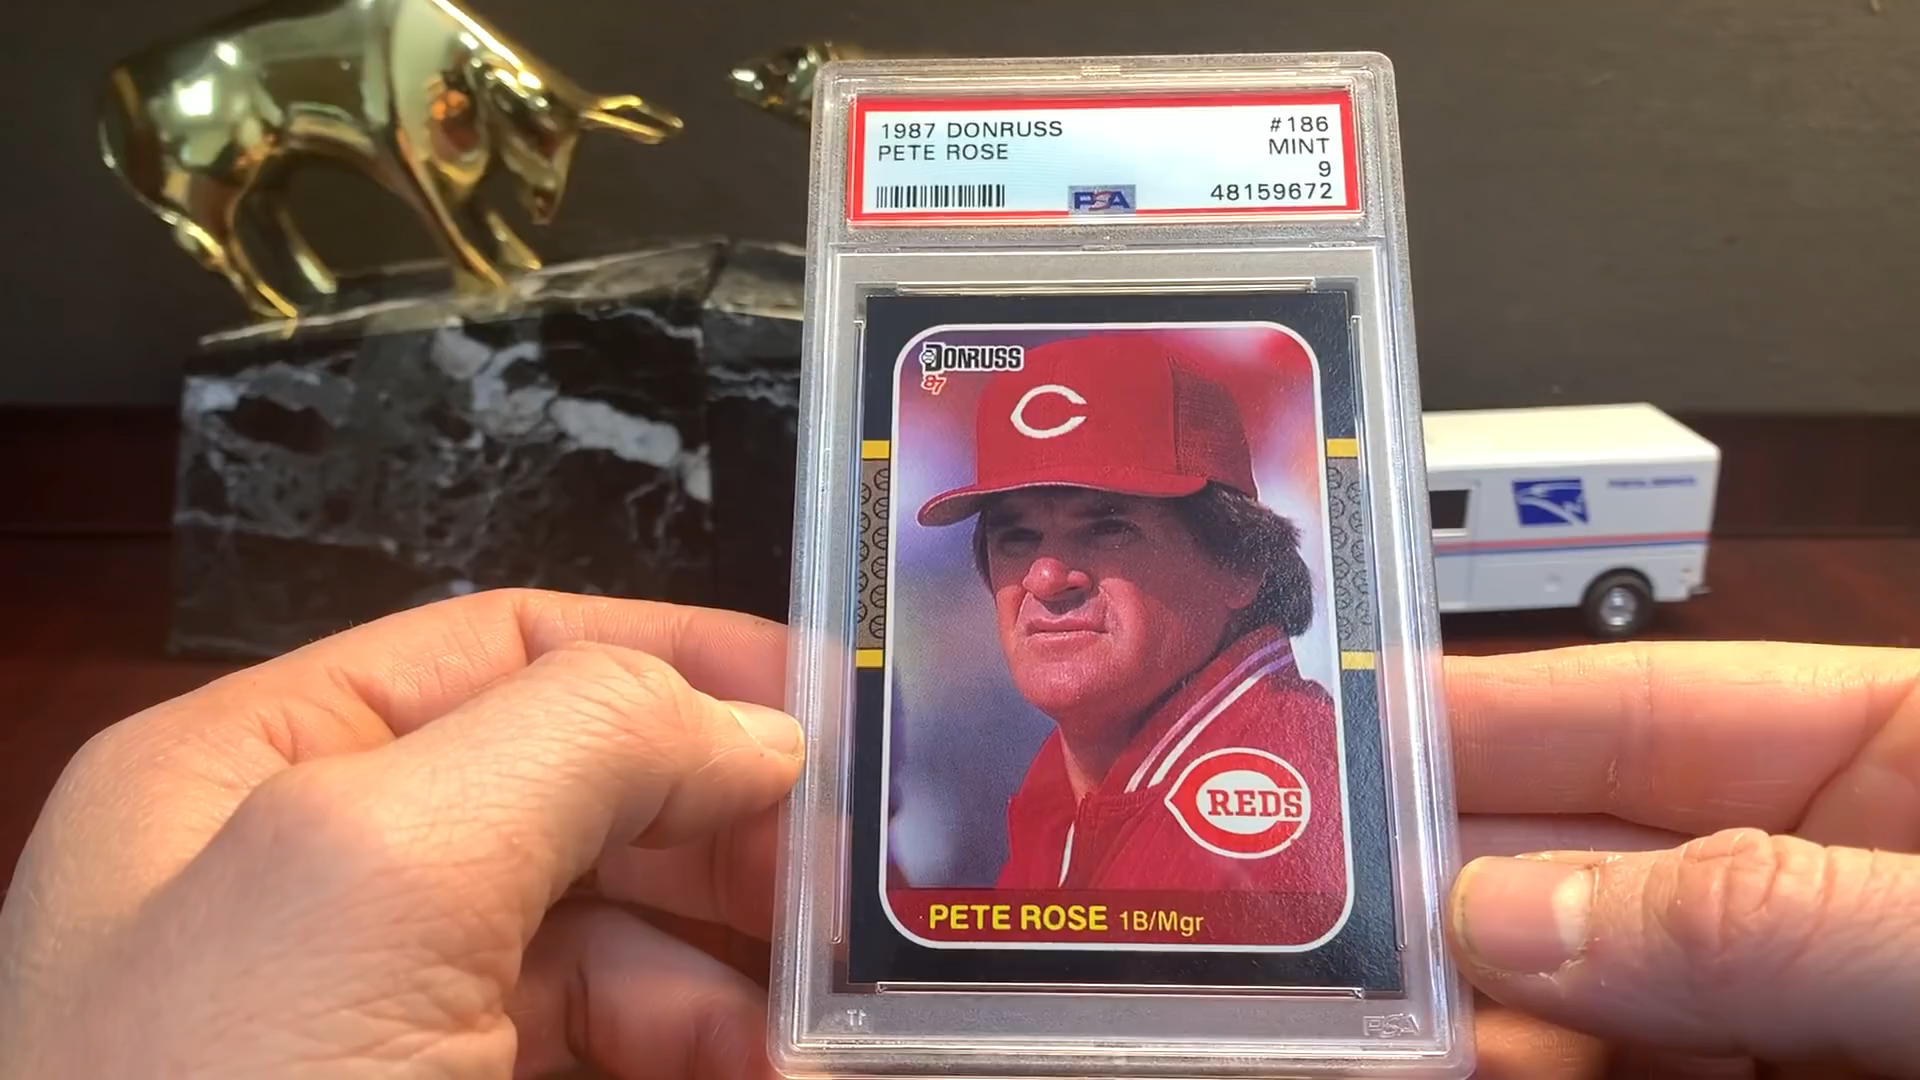 1987 DONRUSS
PETE ROSE
#186
MINT
9
48159672
PSA
DONRUSS
87
C
REDS
PETE ROSE 1B/Mgr
PSA